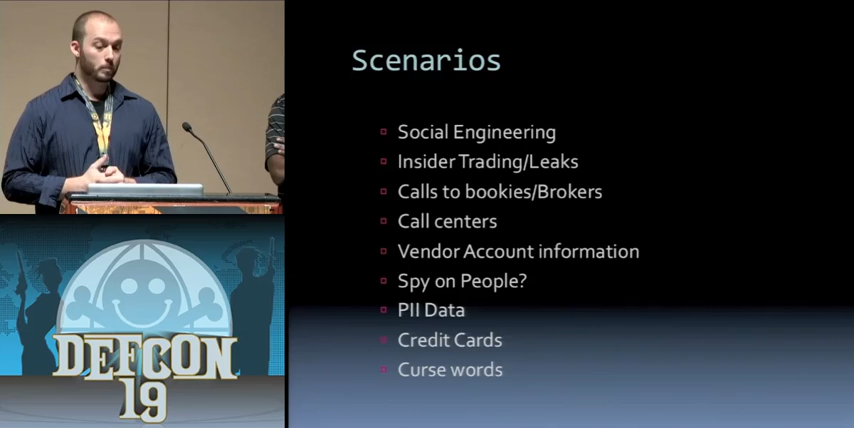 Scenarios
Social Engineering
Insider Trading/Leaks
Calls to bookies/Brokers
Call centers
Vendor Account information
Spy on People?
PII Data
Credit Cards
Curse words
DEFCON
19